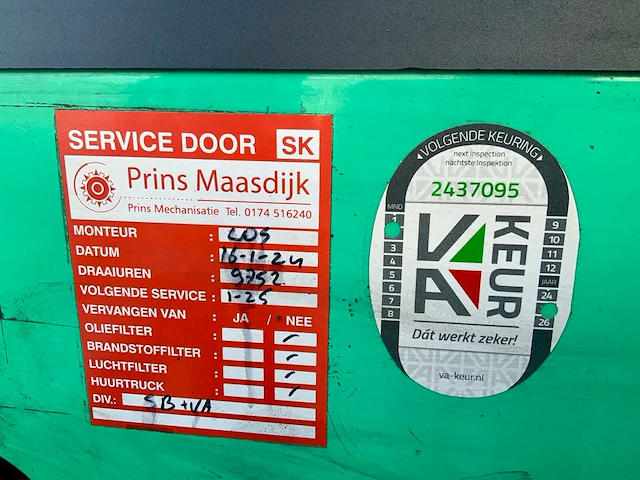 SERVICE DOOR SK
Prins Maasdijk
Prins Mechanisatie Tel. 0174 516240
MONTEUR :
DATUM : 16-1-24
DRAAIUREN : 9752
VOLGENDE SERVICE : 1-25
VERVANGEN VAN : JA / NEE
OLIEFILTER :
BRANDSTOFFILTER :
LUCHTFILTER :
HUURTRUCK :
DIV.: SB+VA
VOLGENDE KEURING
next inspection
nächste Inspektion
2437095
MND
1
3
4
5
6
7
8
9
10
11
12
JAAR
24
26
VA
KEUR
Dát werkt zeker!
va-keur.nl